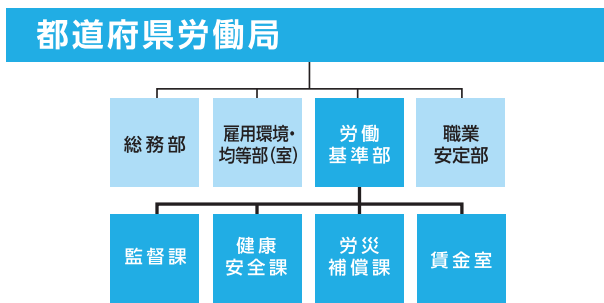 都道府県労働局
総務部
雇用環境・
均等部(室)
労働
基準部
職業
安定部
監督課
健康
安全課
労災
補償課
賃金室